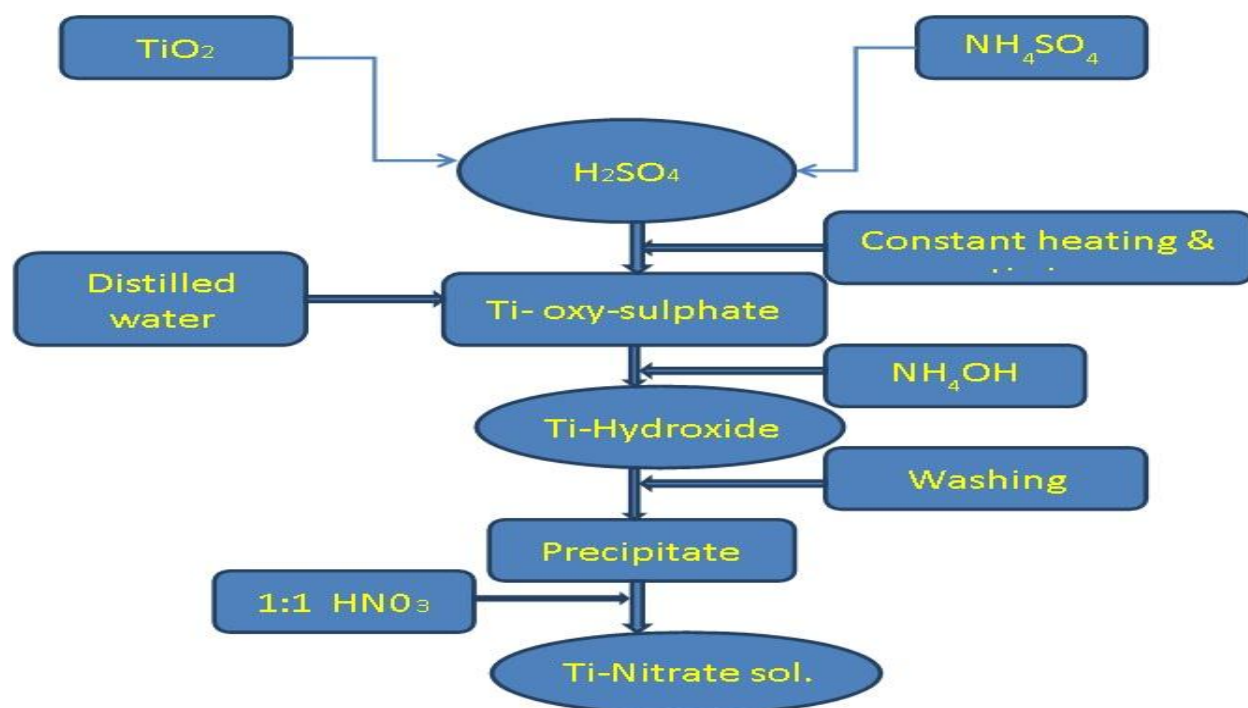 TiO₂
NH₄SO₄
H₂SO₄
Constant heating &
Distilled
water
Ti- oxy-sulphate
NH₄OH
Ti-Hydroxide
Washing
Precipitate
1:1 HN0₃
Ti-Nitrate sol.